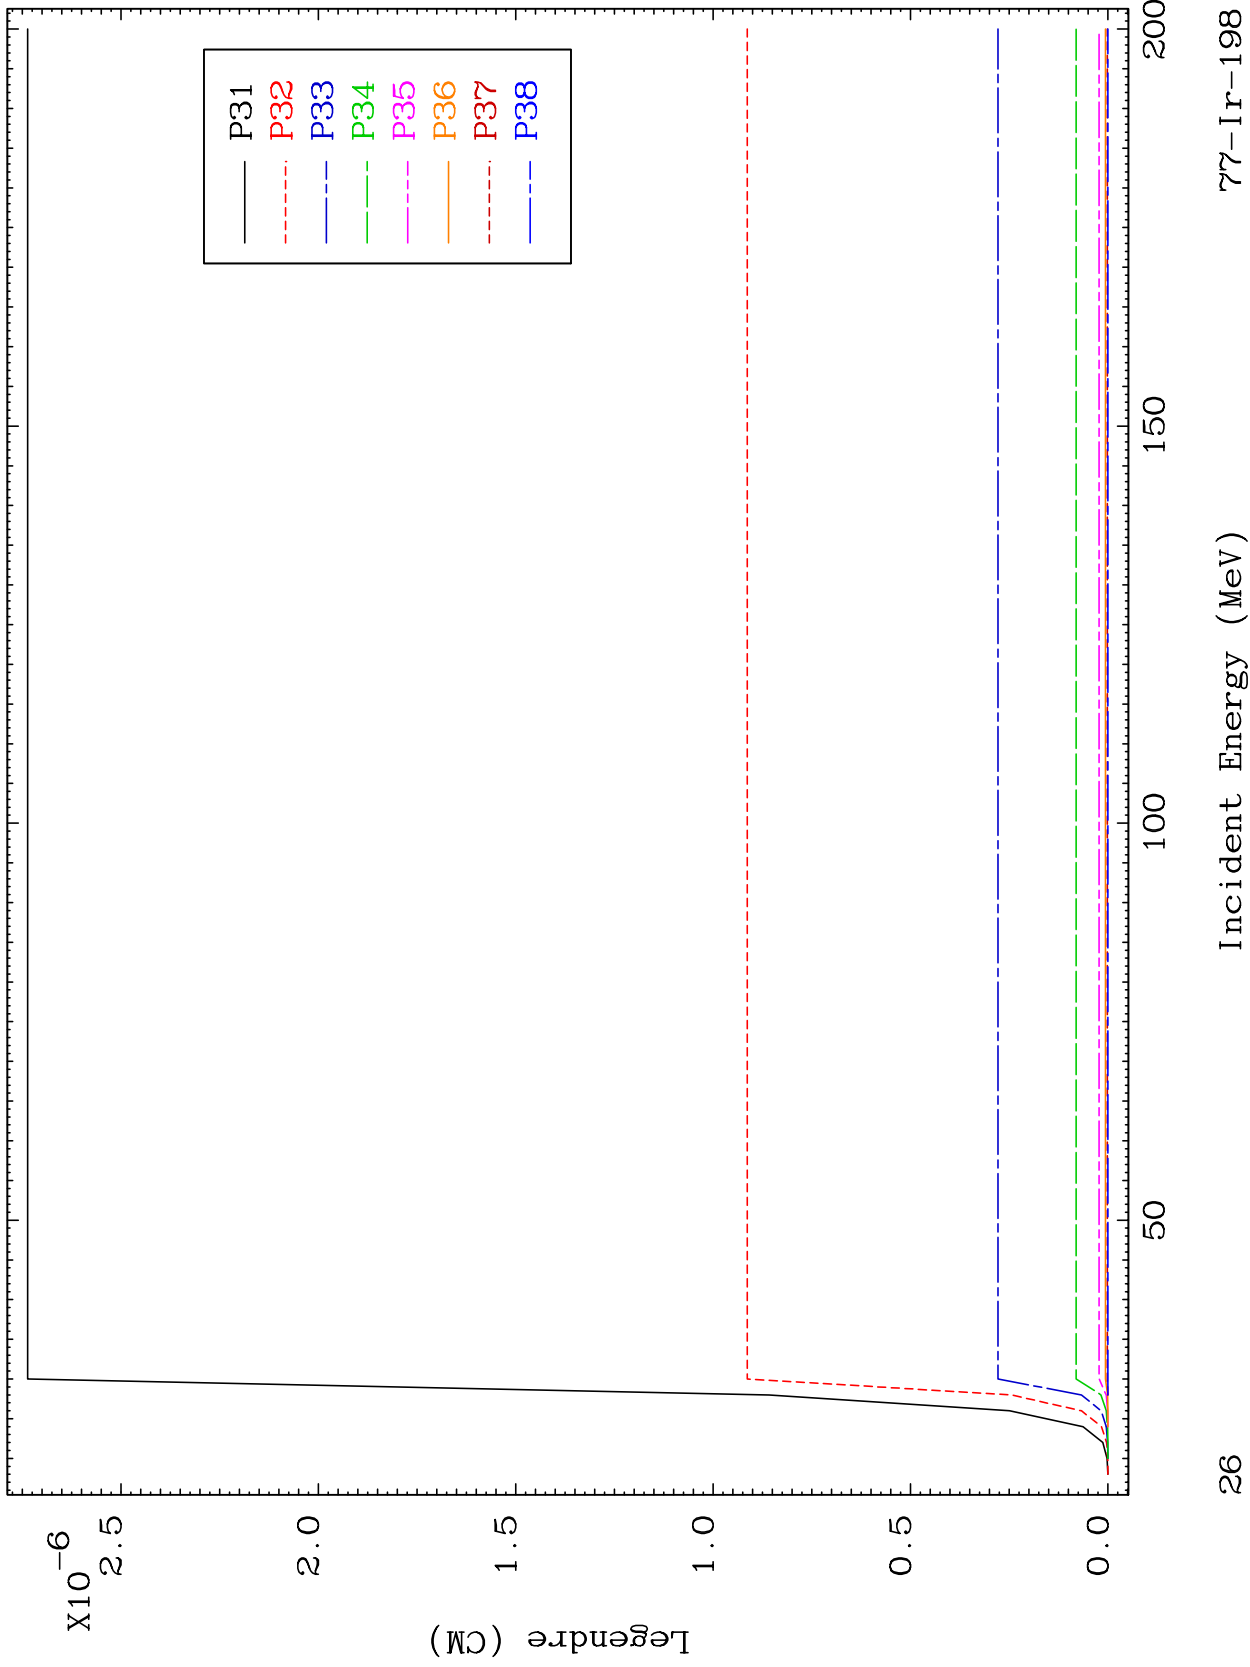 X10-6
2.5
2.0
1.5
1.0
0.5
0.0
Legendre (CM)
P31
P32
P33
P34
P35
P36
P37
P38
50
100
150
200
26
Incident Energy (MeV)
77-Ir-198